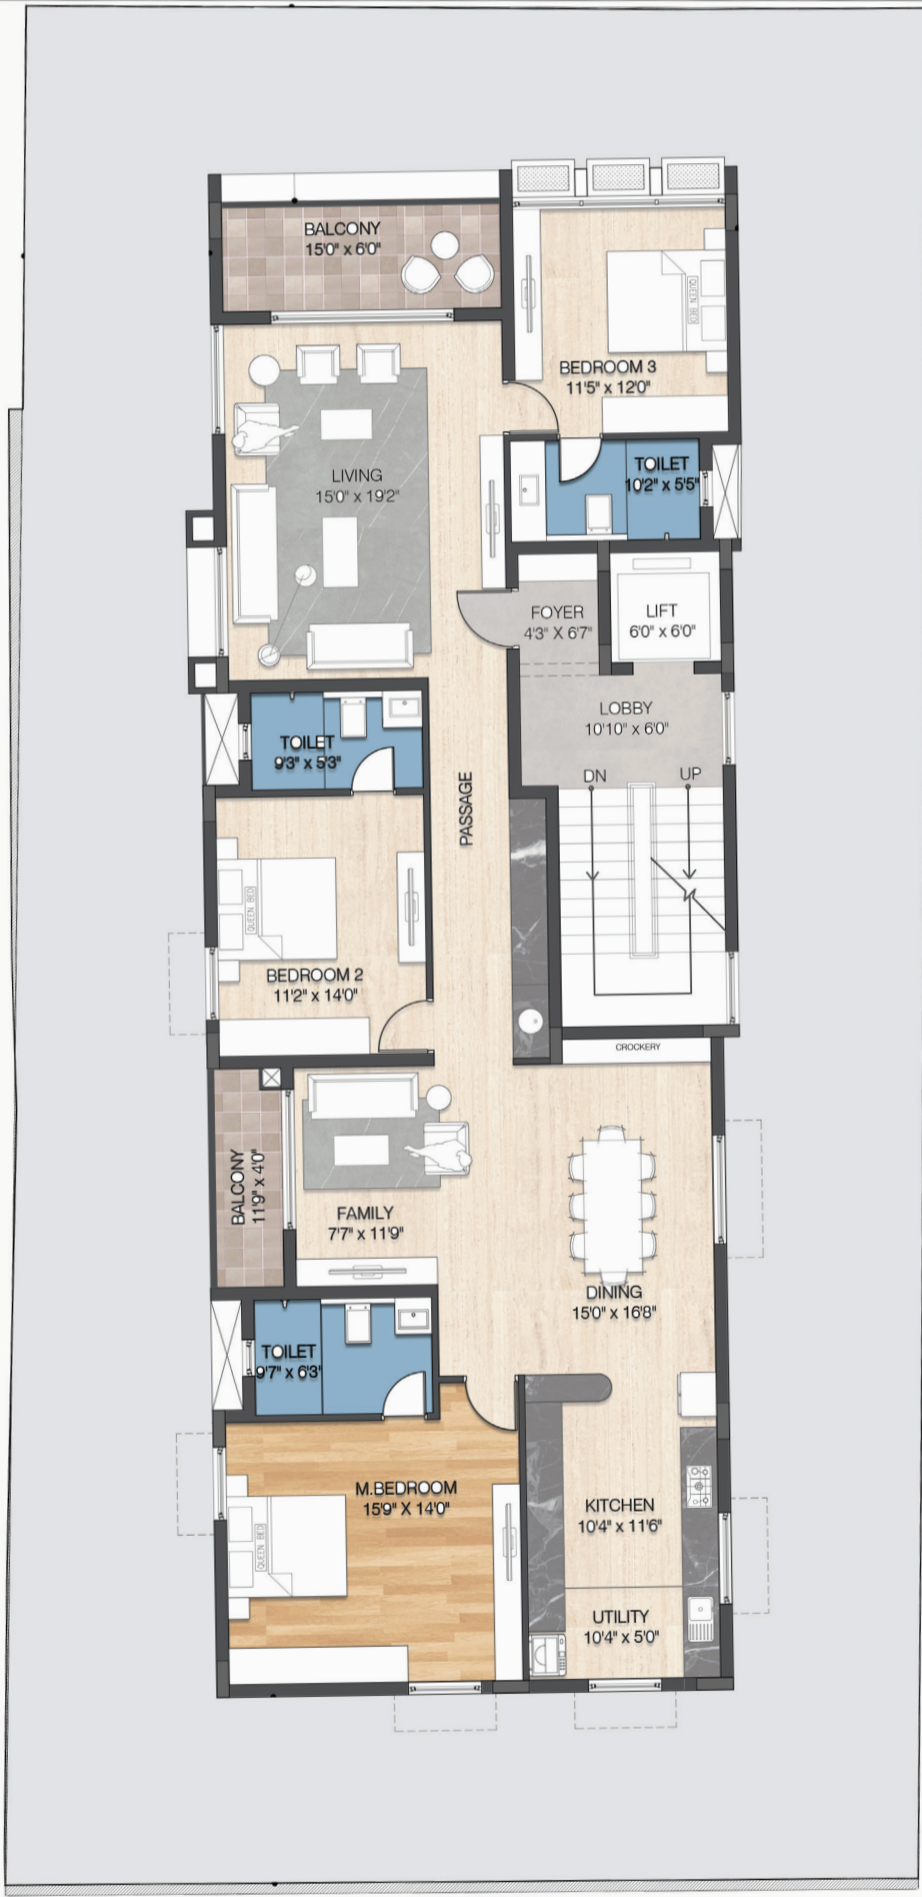 BALCONY
15'0" x 6'0"
QUEEN BED
BEDROOM 3
11'5" x 12'0"
TOILET
10'2" x 5'5"
LIVING
15'0" x 19'2"
FOYER
4'3" X 6'7"
LIFT
6'0" x 6'0"
LOBBY
10'10" x 6'0"
TOILET
9'3" x 5'3"
DN
UP
PASSAGE
QUEEN BED
BEDROOM 2
11'2" x 14'0"
CROCKERY
BALCONY
11'9" x 4'0"
FAMILY
7'7" x 11'9"
DINING
15'0" x 16'8"
TOILET
9'7" x 6'3'
M.BEDROOM
15'9" X 14'0"
QUEEN BED
KITCHEN
10'4" x 11'6"
UTILITY
10'4" x 5'0"